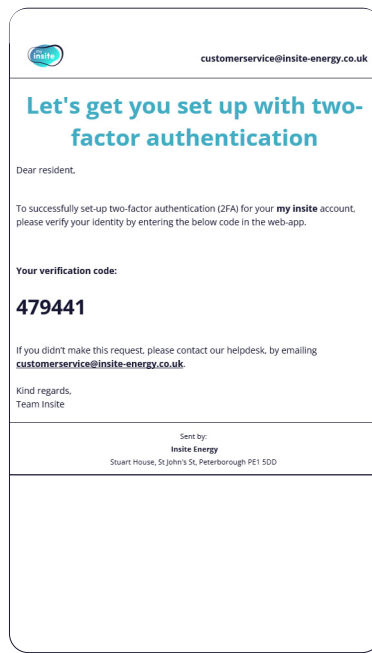 my
insite
customerservice@insite-energy.co.uk
Let's get you set up with two-
factor authentication
Dear resident,
To successfully set-up two-factor authentication (2FA) for your my insite account,
please verify your identity by entering the below code in the web-app.
Your verification code:
479441
If you didn't make this request, please contact our helpdesk, by emailing
customerservice@insite-energy.co.uk.
Kind regards,
Team Insite
Sent by:
Insite Energy
Stuart House, St John's St, Peterborough PE1 5DD